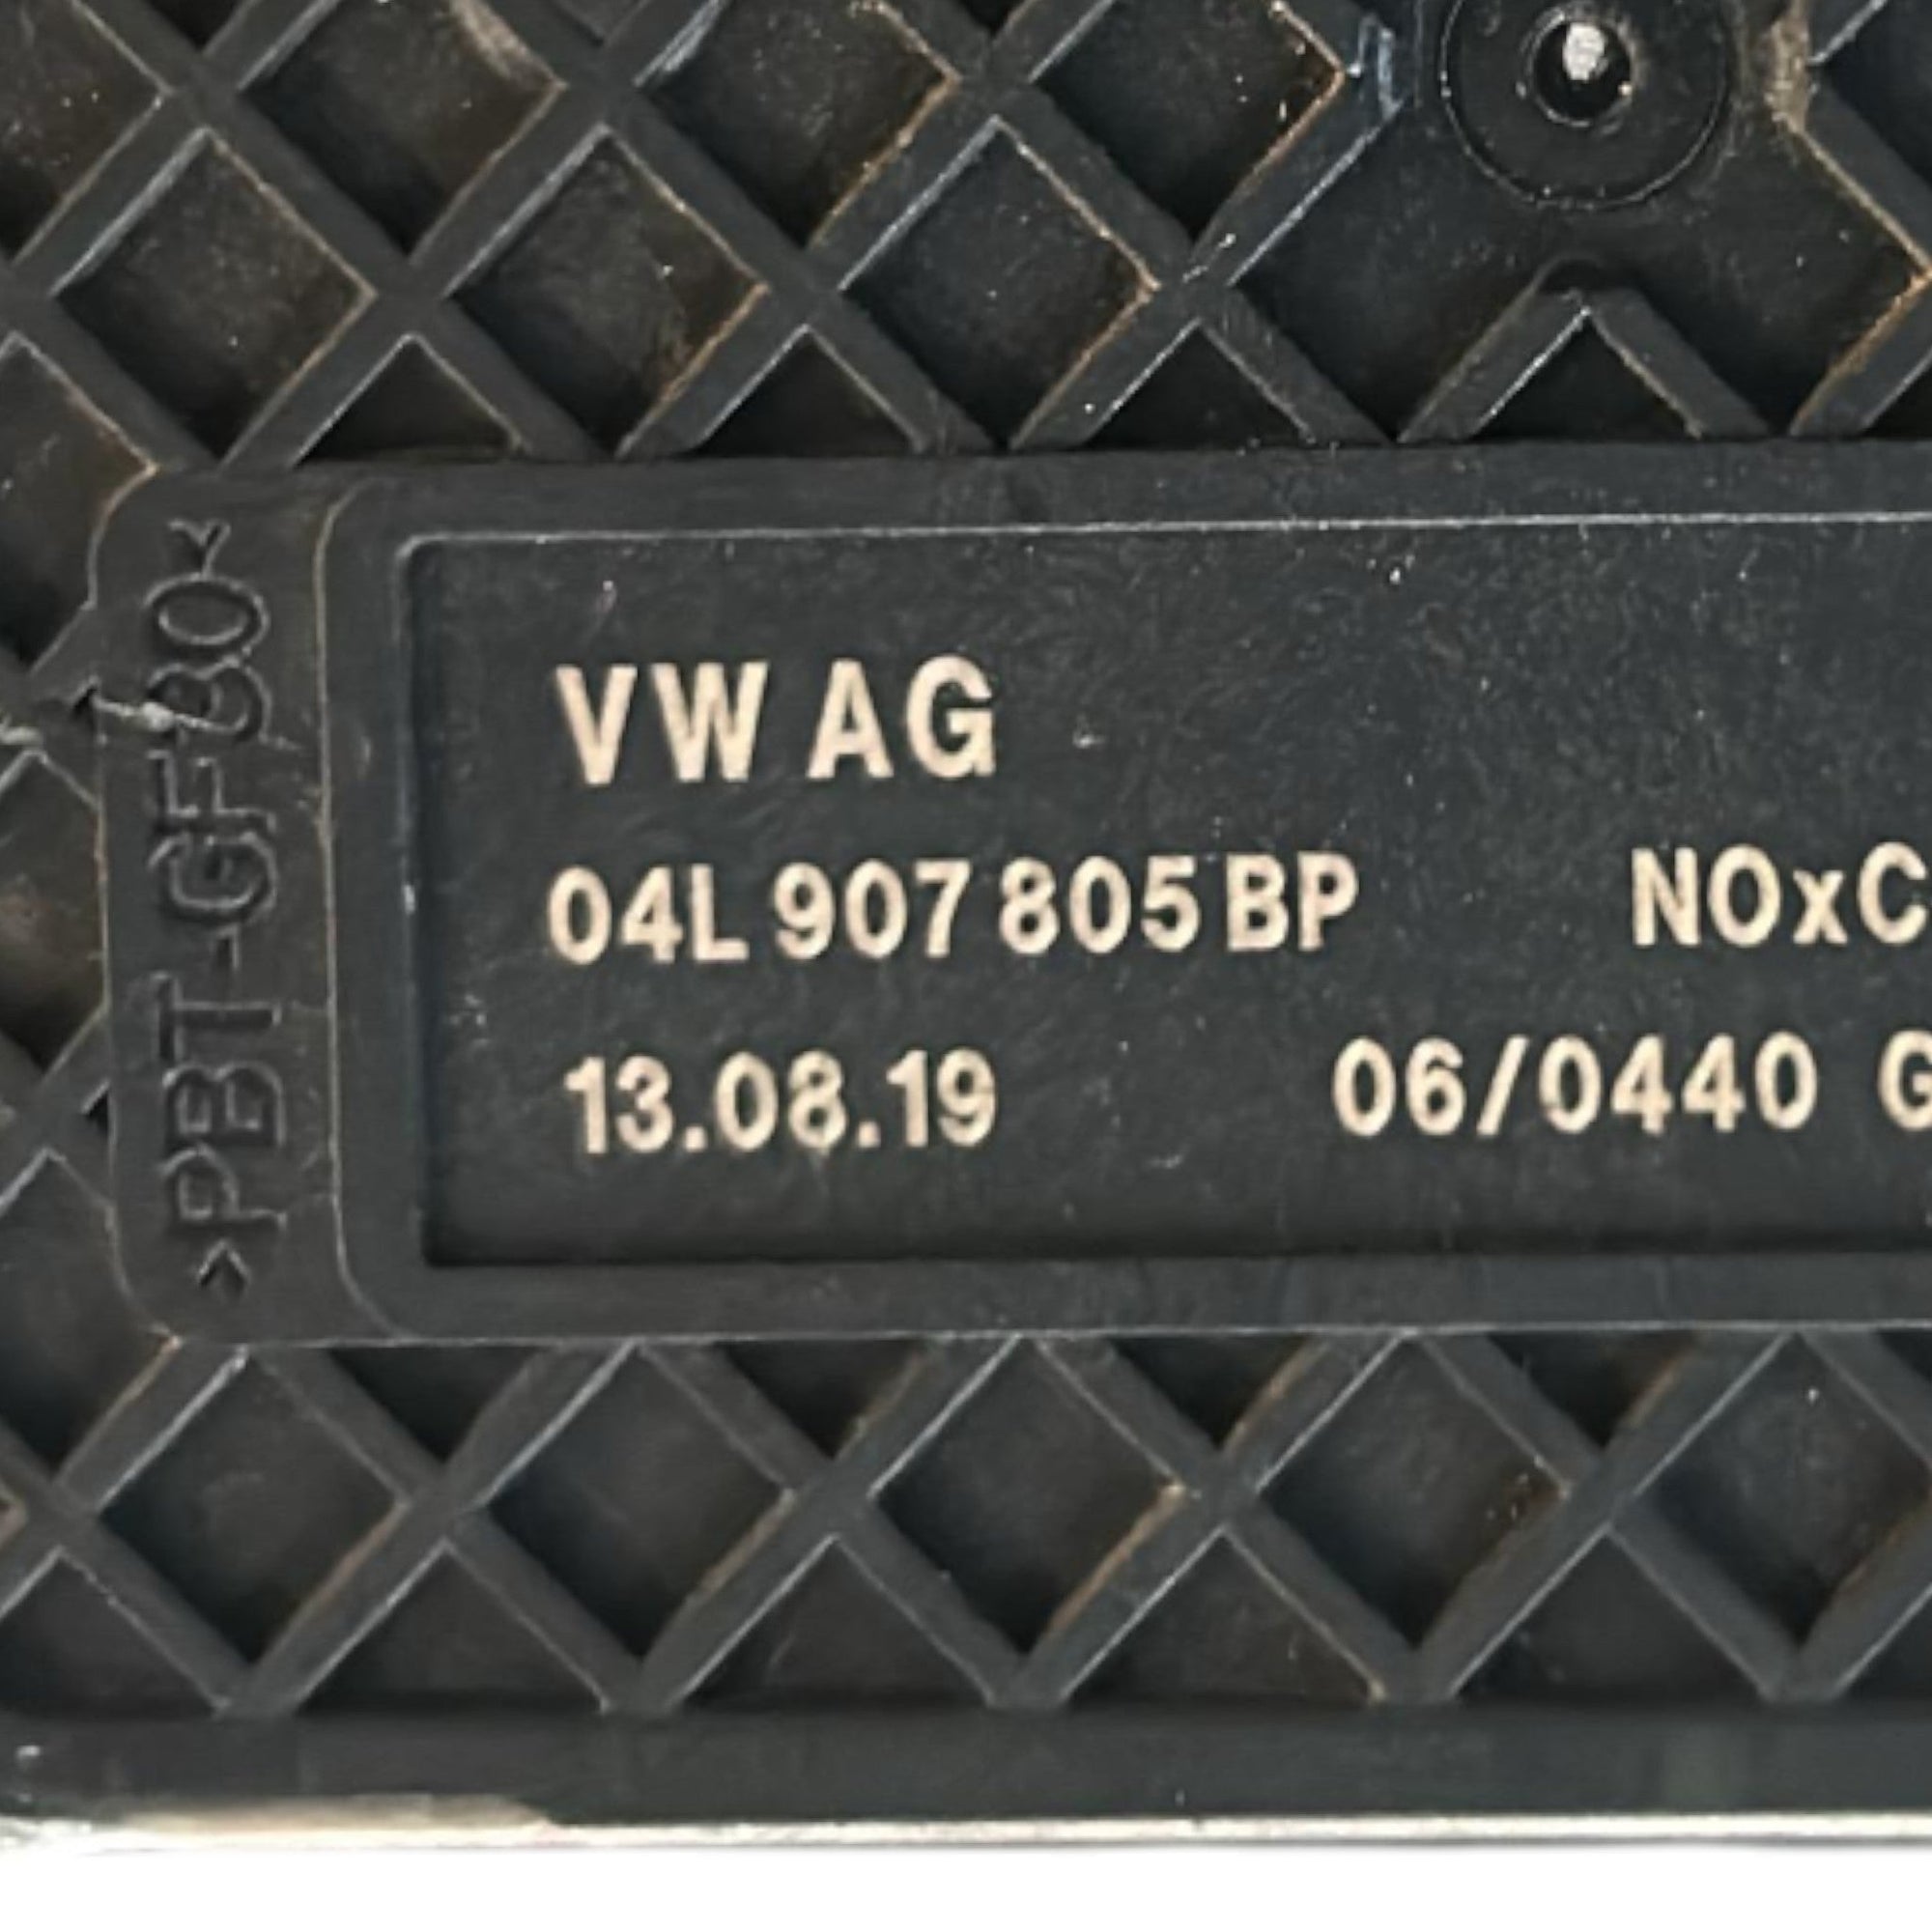 VW AG
04L 907 805 BP NOxC
13.08.19 06/0440 G
>PBT-GF30<